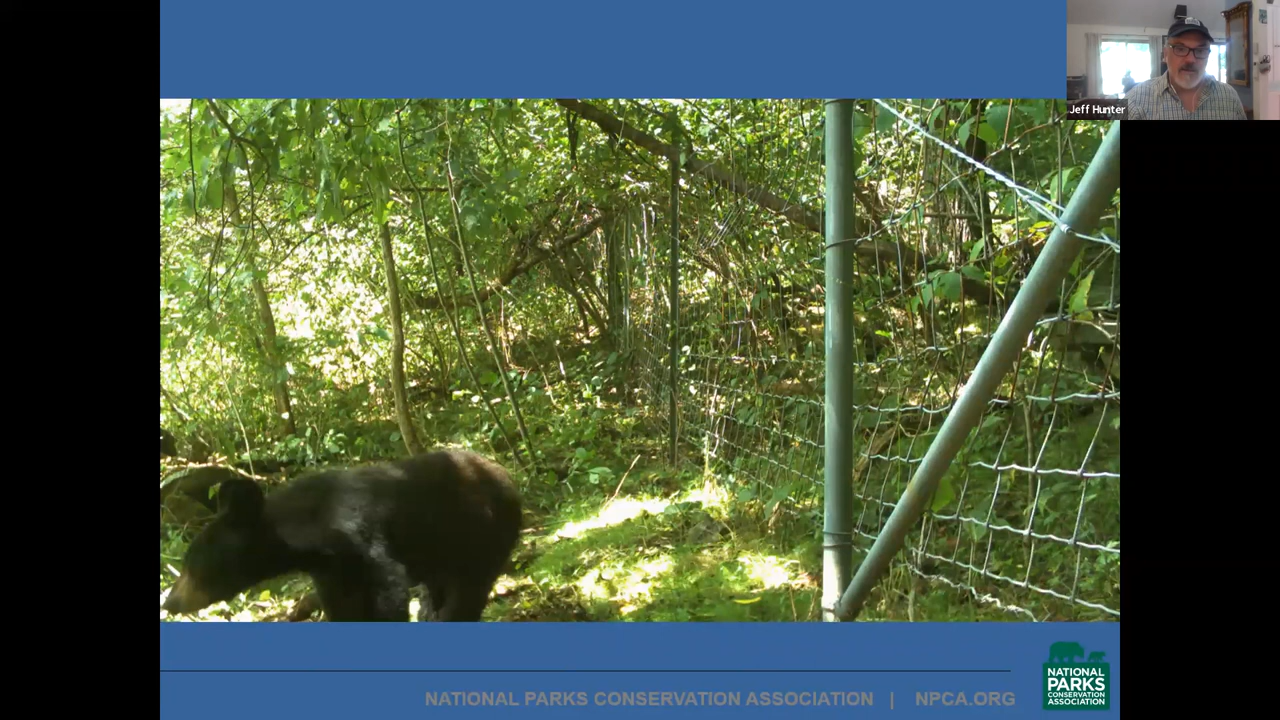 Jeff Hunter
NATIONAL PARKS CONSERVATION ASSOCIATION | NPCA.ORG
NATIONAL
PARKS
CONSERVATION
ASSOCIATION